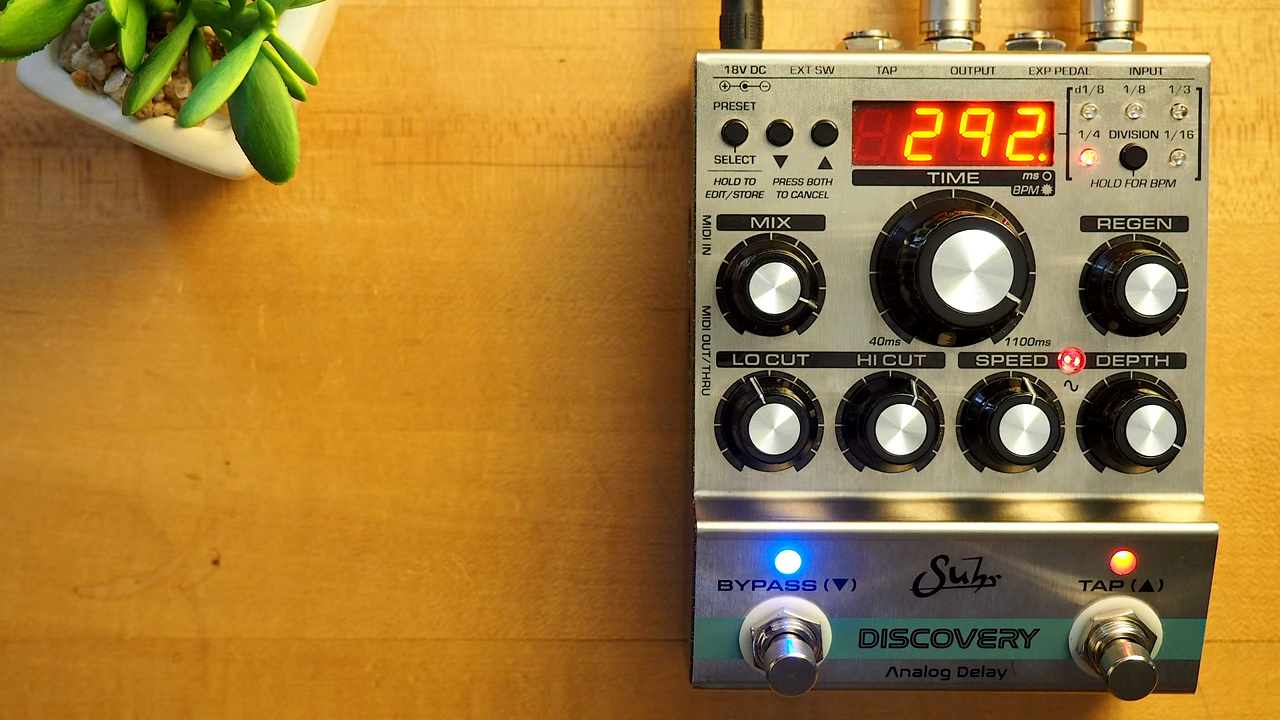 18V DC EXT SW TAP OUTPUT EXP PEDAL INPUT
PRESET
SELECT
HOLD TO
EDIT/STORE
PRESS BOTH
TO CANCEL
292.
TIME
ms
BPM
d1/8 1/8 1/3
1/4 DIVISION 1/16
HOLD FOR BPM
MIDI IN
MIX
REGEN
40ms 1100ms
MIDI OUT/THRU
LO CUT HI CUT SPEED DEPTH
BYPASS (▼) Suhr TAP (▲)
DISCOVERY
Analog Delay